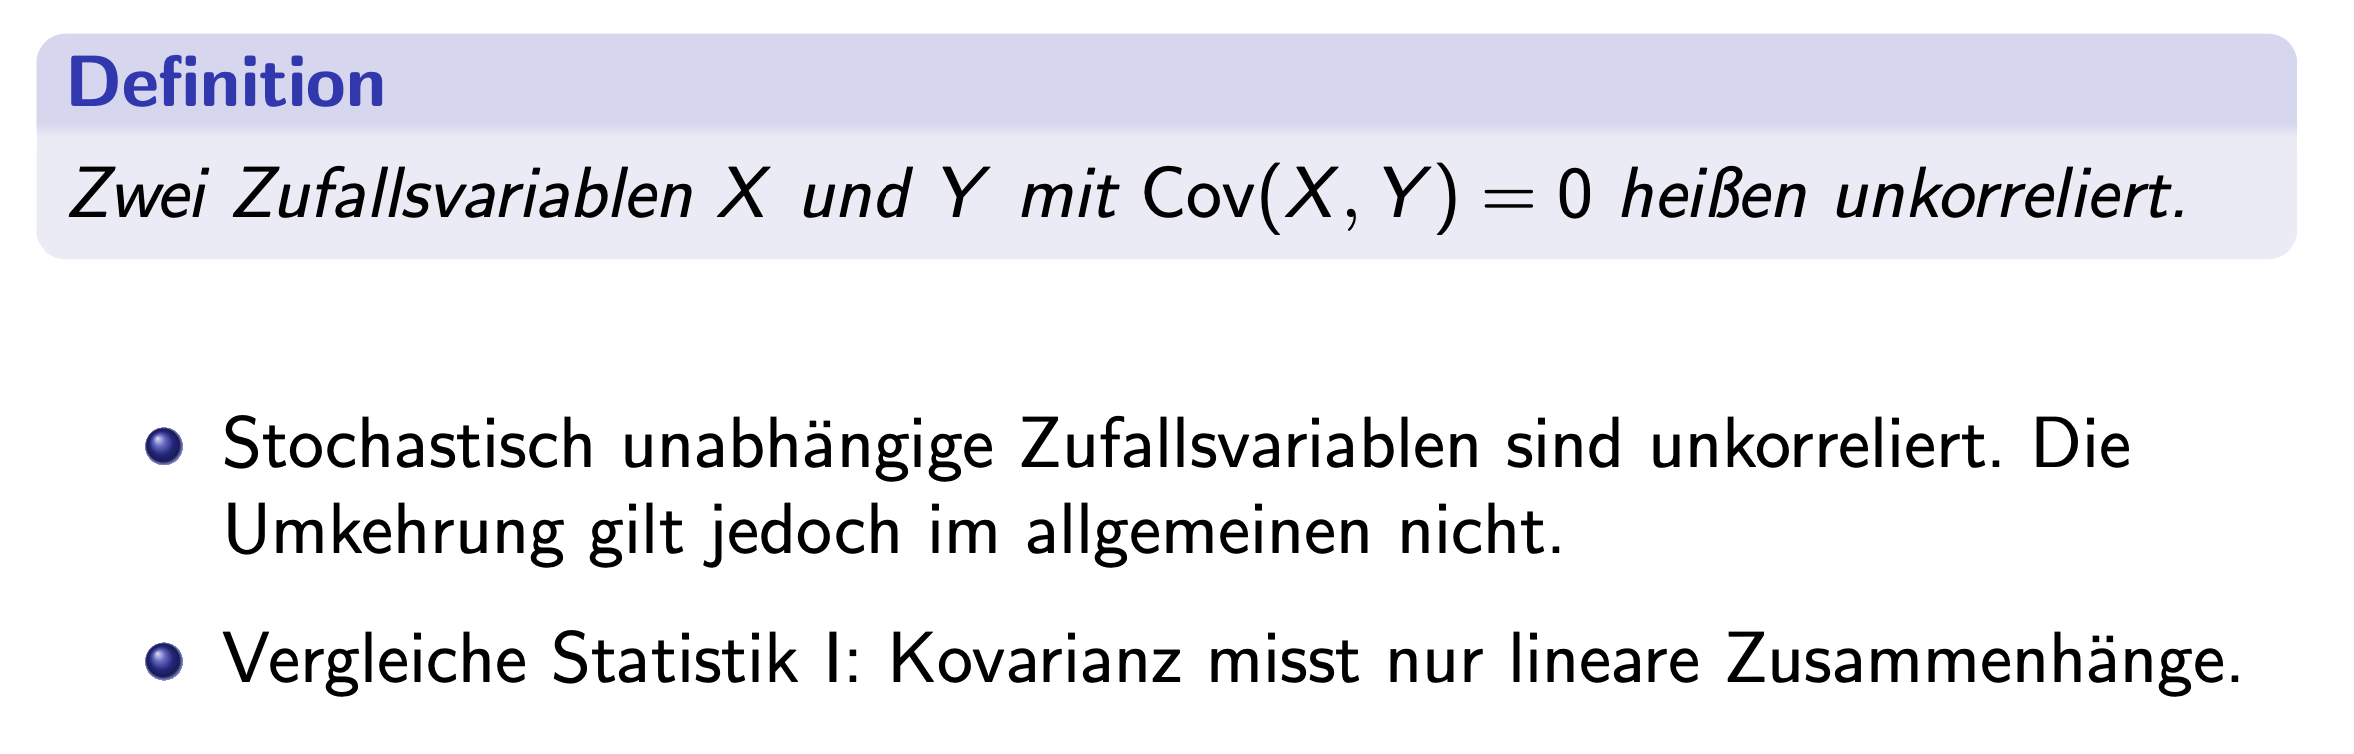 Definition
Zwei Zufallsvariablen X und Y mit Cov(X, Y) = 0 heißen unkorreliert.
Stochastisch unabhängige Zufallsvariablen sind unkorreliert. Die
Umkehrung gilt jedoch im allgemeinen nicht.
Vergleiche Statistik I: Kovarianz misst nur lineare Zusammenhänge.